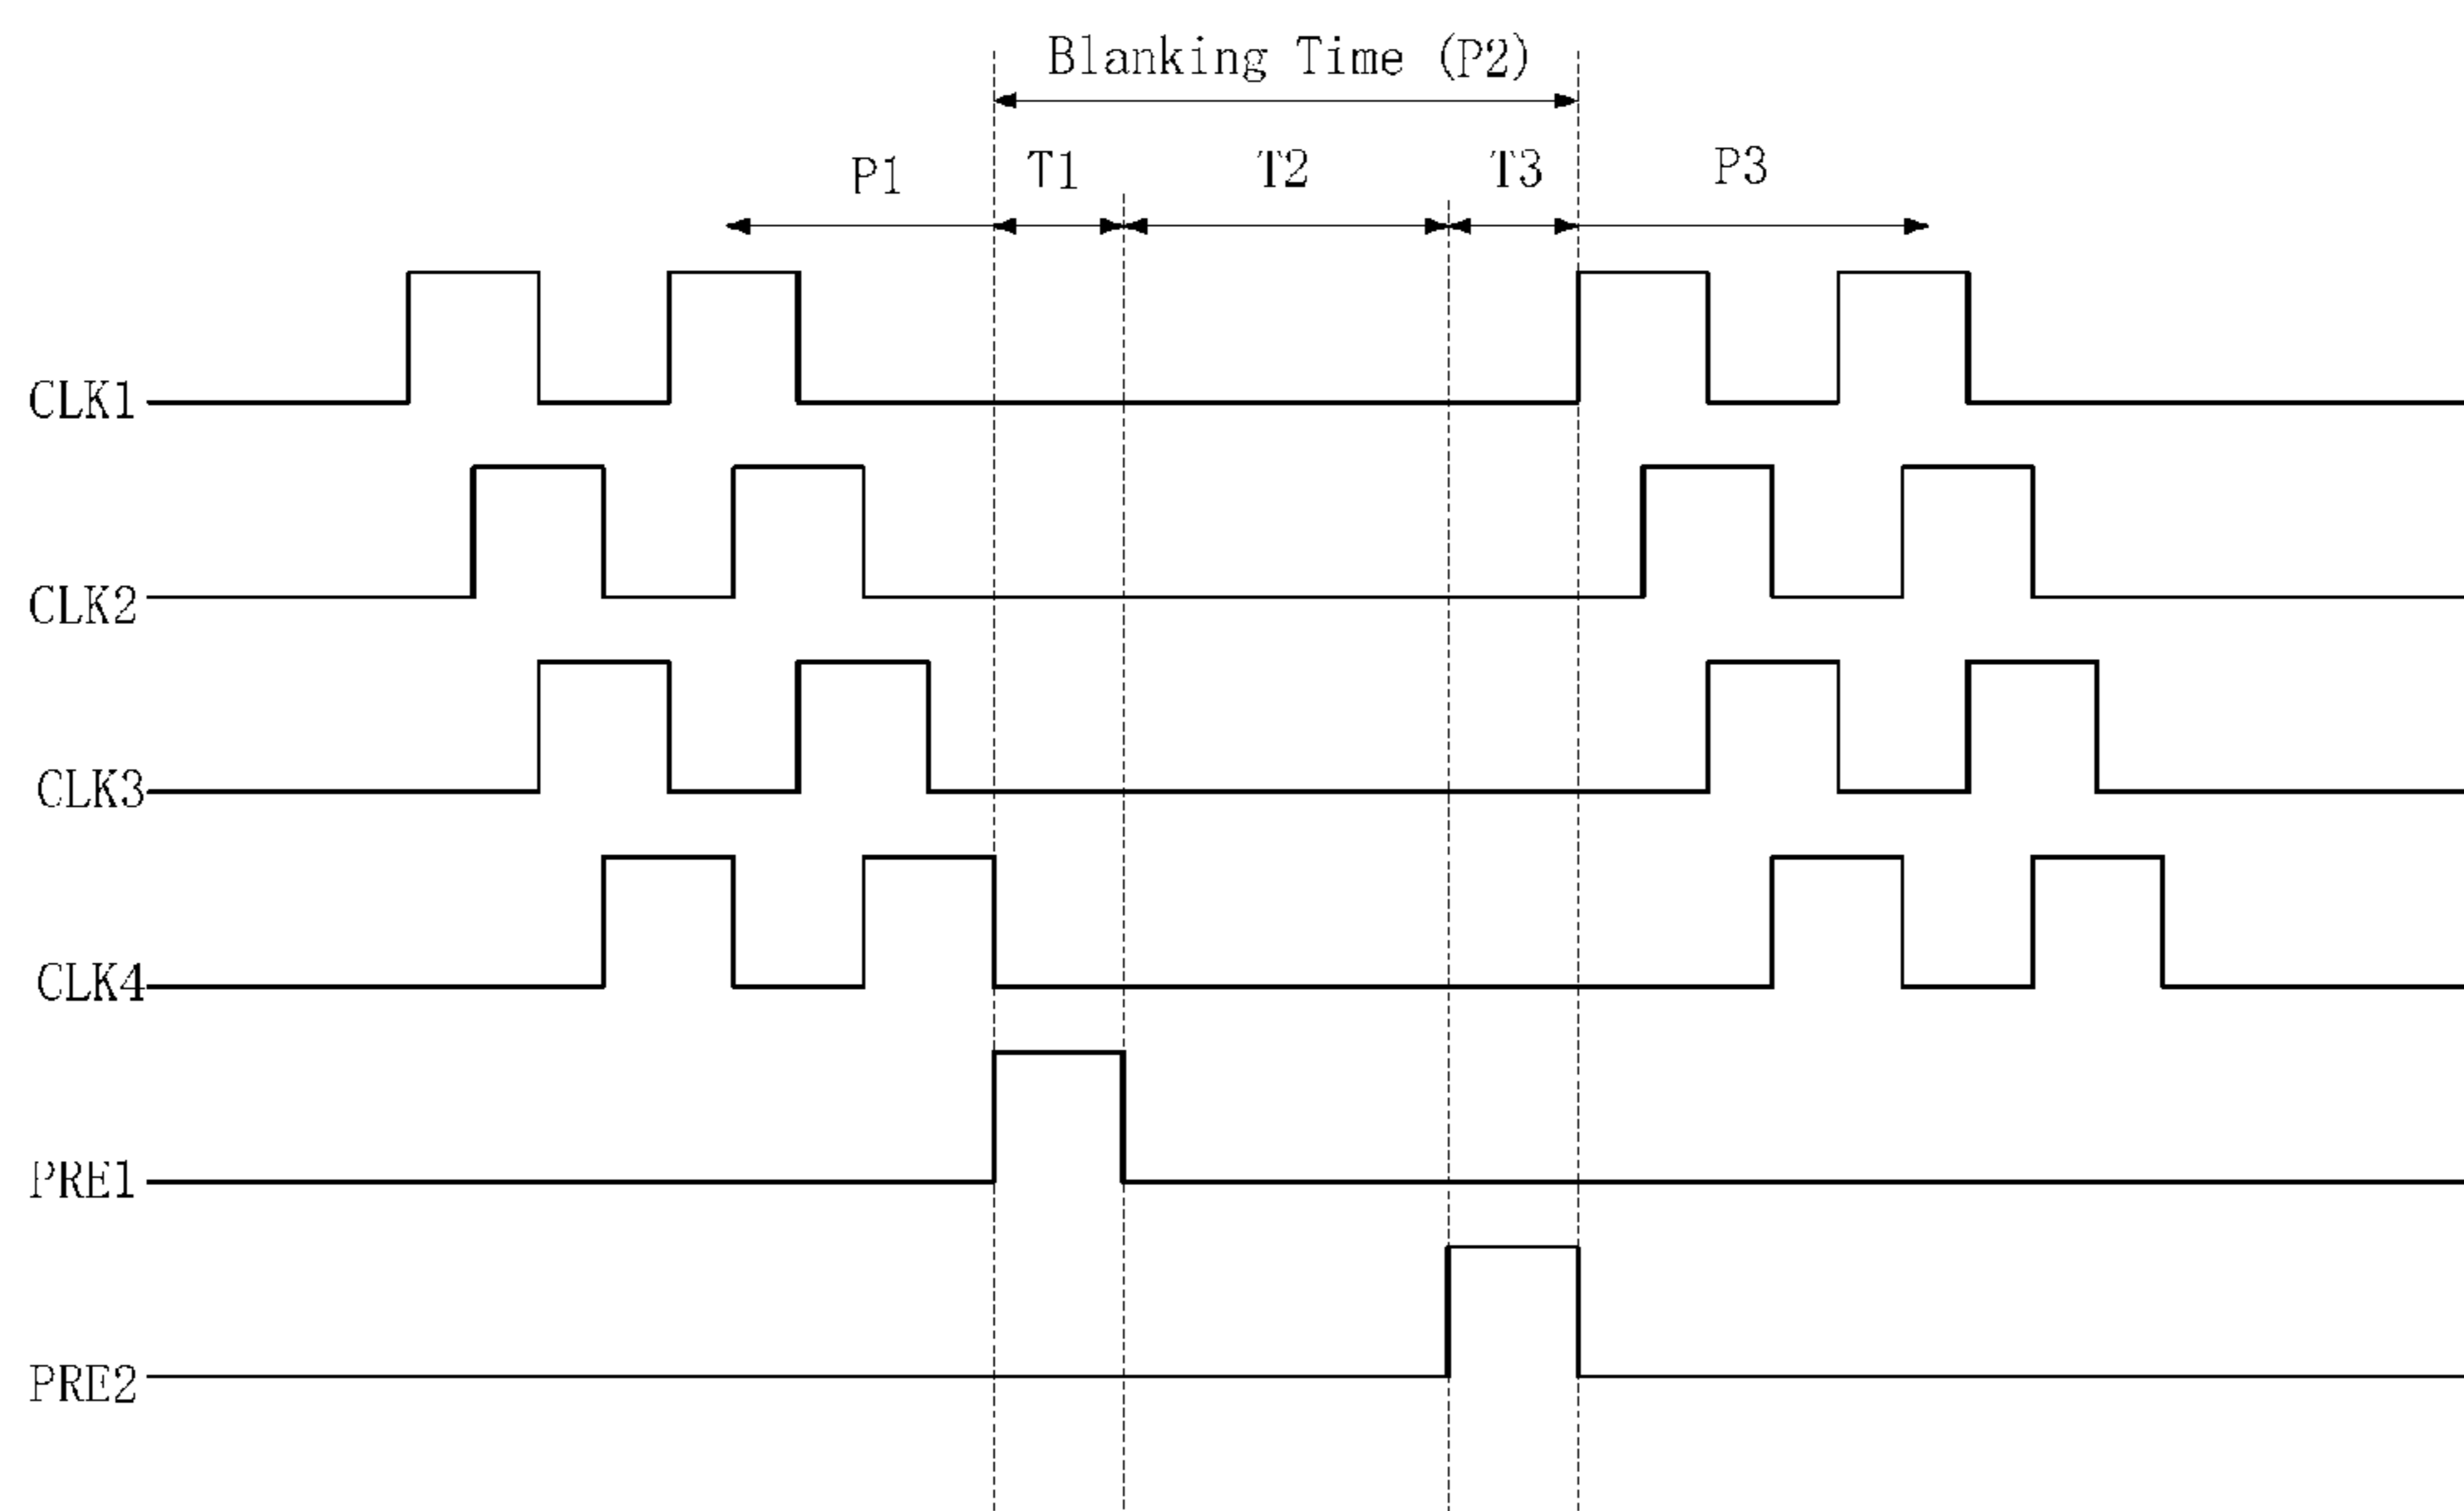 Blanking Time (P2)
P1 T1 T2 T3 P3
CLK1
CLK2
CLK3
CLK4
PRE1
PRE2